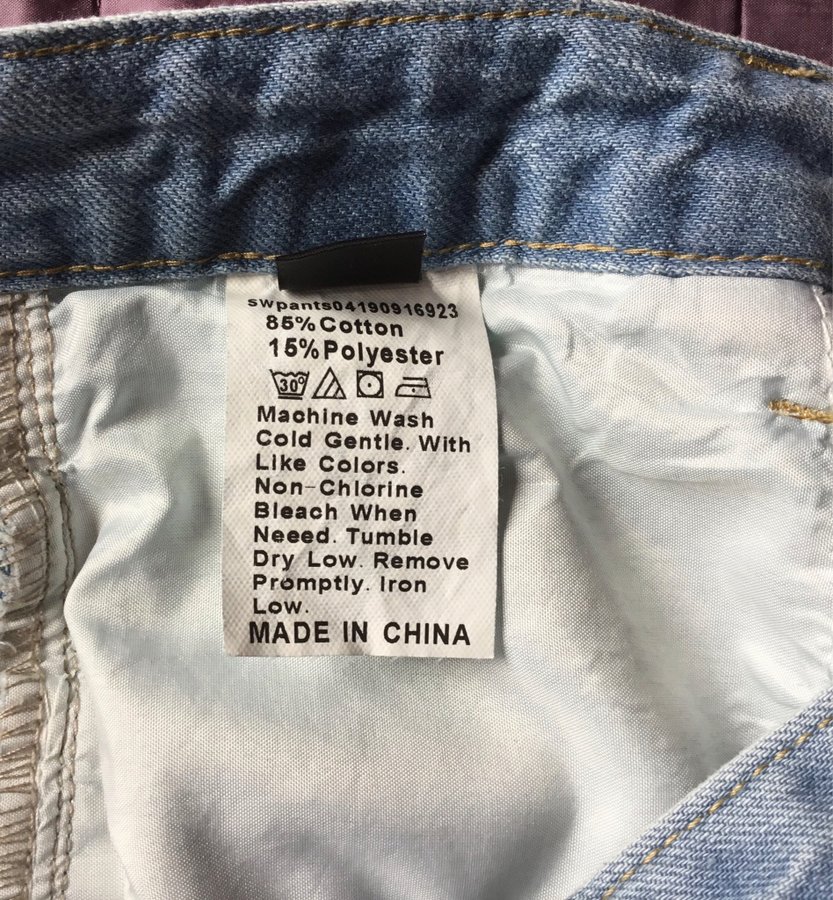 swpants04190916923
85%Cotton
15%Polyester
30°
Machine Wash
Cold Gentle. With
Like Colors.
Non-Chlorine
Bleach When
Neeed. Tumble
Dry Low. Remove
Promptly. Iron
Low.
MADE IN CHINA